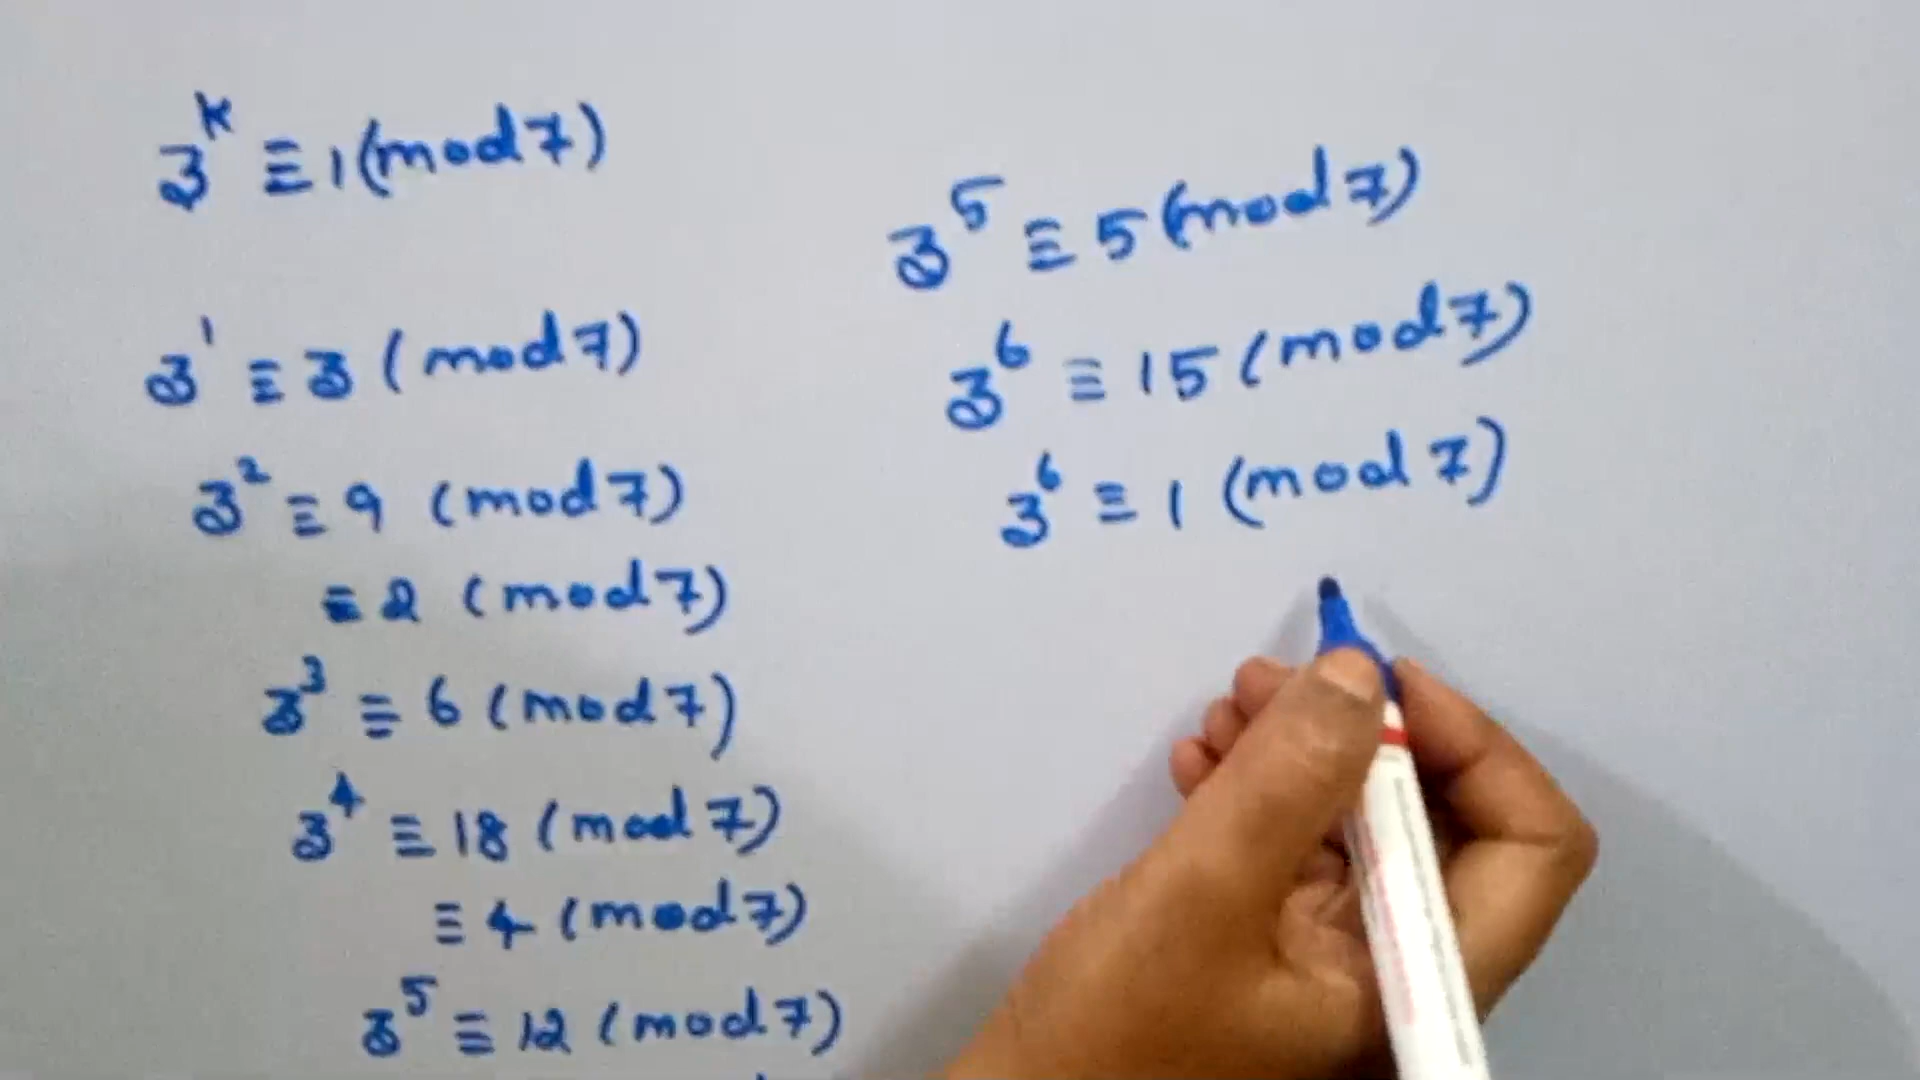 3^k ≡ 1 (mod 7)
3^1 ≡ 3 (mod 7)
3^2 ≡ 9 (mod 7)
≡ 2 (mod 7)
3^3 ≡ 6 (mod 7)
3^4 ≡ 18 (mod 7)
≡ 4 (mod 7)
3^5 ≡ 12 (mod 7)
3^5 ≡ 5 (mod 7)
3^6 ≡ 15 (mod 7)
3^6 ≡ 1 (mod 7)